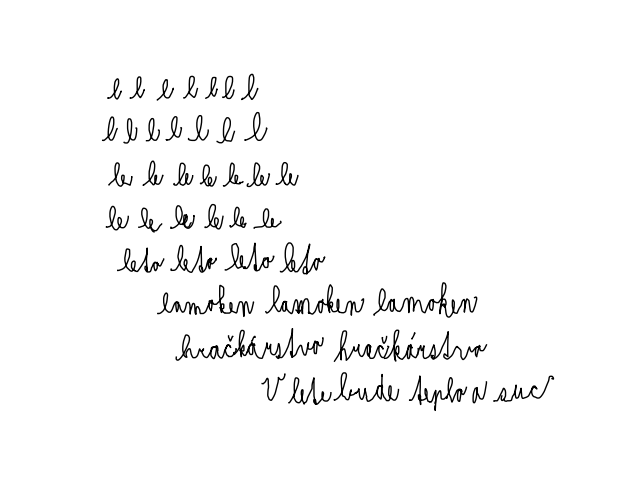 l l l l l l l
l l l l l l l
le le le le le le le
le le le le le le
leto leto leto leto
lamoken lamoken lamoken
hračkárstvo hračkárstvo
V lete bude teplo a suc